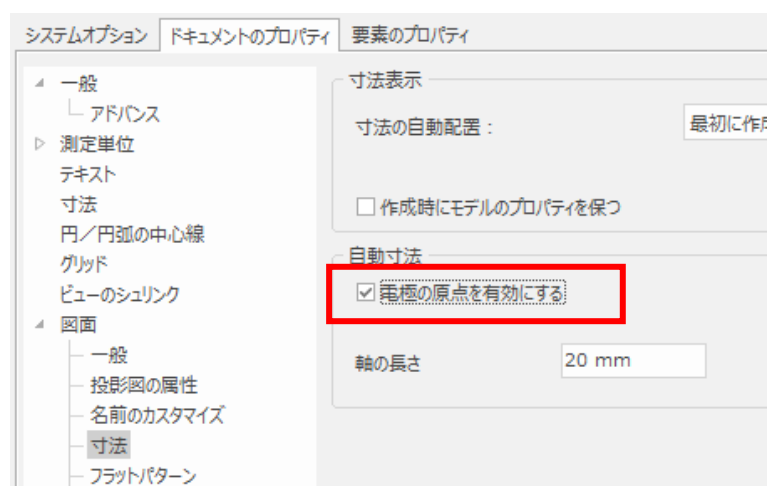 システムオプション ドキュメントのプロパティ 要素のプロパティ
一般
アドバンス
測定単位
テキスト
寸法
円／円弧の中心線
グリッド
ビューのシュリンク
図面
一般
投影図の属性
名前のカスタマイズ
寸法
フラットパターン
寸法表示
寸法の自動配置：
最初に作成
作成時にモデルのプロパティを保つ
自動寸法
電極の原点を有効にする
軸の長さ
20 mm